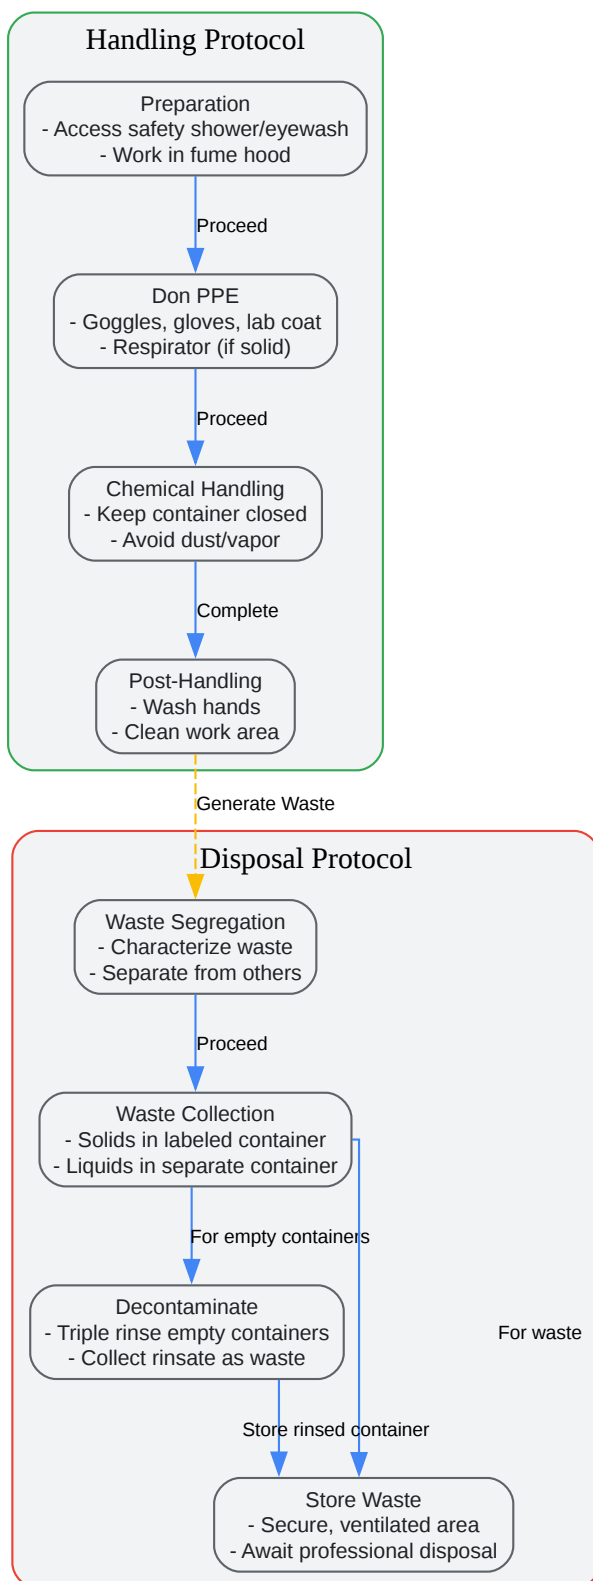 Handling Protocol
Preparation
- Access safety shower/eyewash
- Work in fume hood
Proceed
Don PPE
- Goggles, gloves, lab coat
- Respirator (if solid)
Proceed
Chemical Handling
- Keep container closed
- Avoid dust/vapor
Complete
Post-Handling
- Wash hands
- Clean work area
Generate Waste
Disposal Protocol
Waste Segregation
- Characterize waste
- Separate from others
Proceed
Waste Collection
- Solids in labeled container
- Liquids in separate container
For empty containers
Decontaminate
- Triple rinse empty containers
- Collect rinsate as waste
For waste
Store rinsed container
Store Waste
- Secure, ventilated area
- Await professional disposal